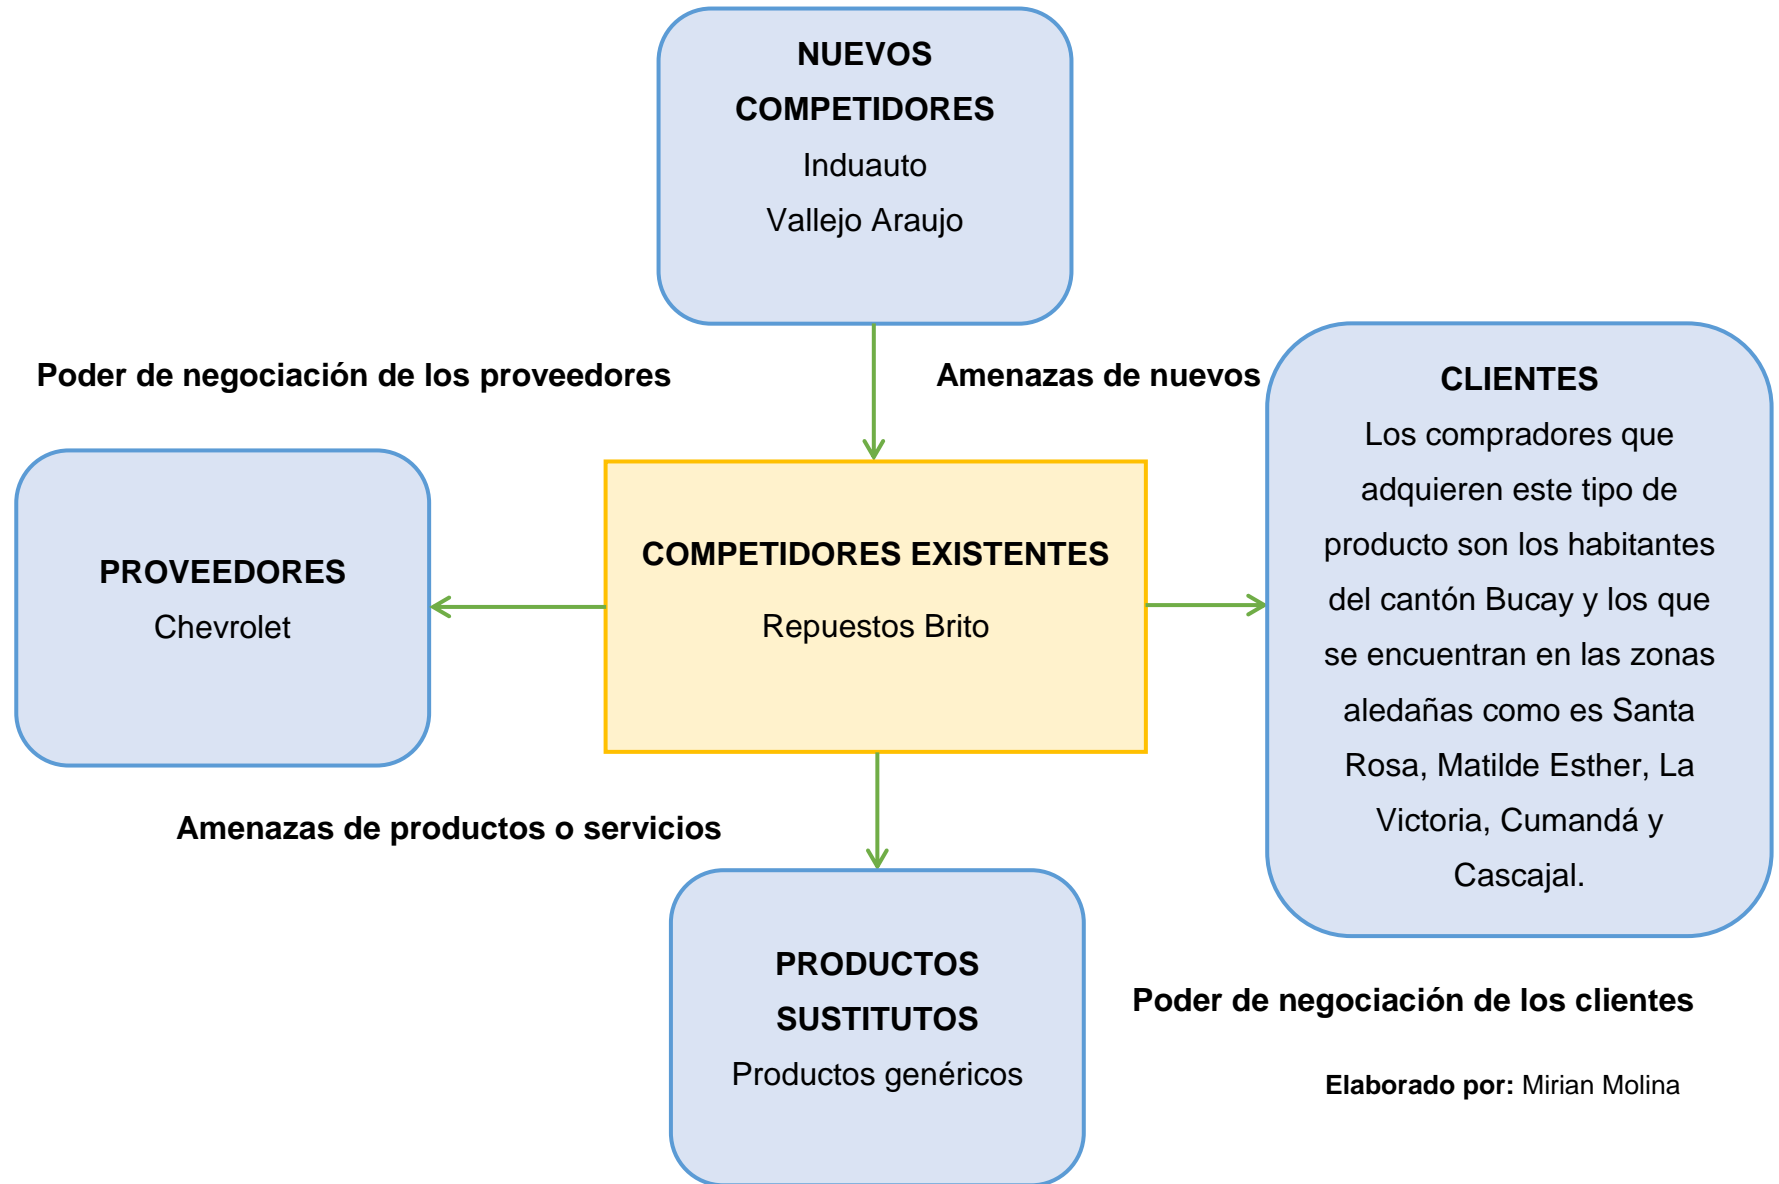 NUEVOS
COMPETIDORES
Induauto
Vallejo Araujo
Poder de negociación de los proveedores
Amenazas de nuevos
CLIENTES
Los compradores que
adquieren este tipo de
producto son los habitantes
del cantón Bucay y los que
se encuentran en las zonas
aledañas como es Santa
Rosa, Matilde Esther, La
Victoria, Cumandá y
Cascajal.
PROVEEDORES
Chevrolet
COMPETIDORES EXISTENTES
Repuestos Brito
Amenazas de productos o servicios
PRODUCTOS
SUSTITUTOS
Productos genéricos
Poder de negociación de los clientes
Elaborado por: Mirian Molina